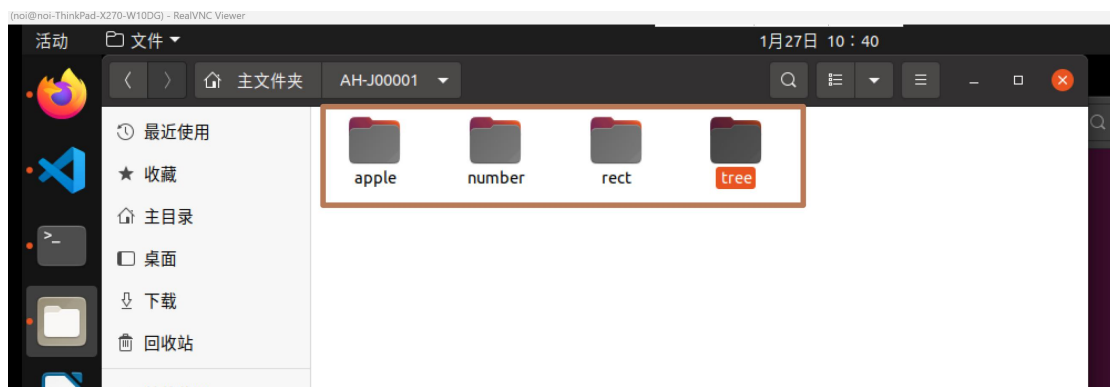 (noi@noi-ThinkPad-X270-W10DG) - RealVNC Viewer
活动 文件 1月27日 10：40
主文件夹 AH-J00001
最近使用
收藏
主目录
桌面
下载
回收站
apple number rect tree